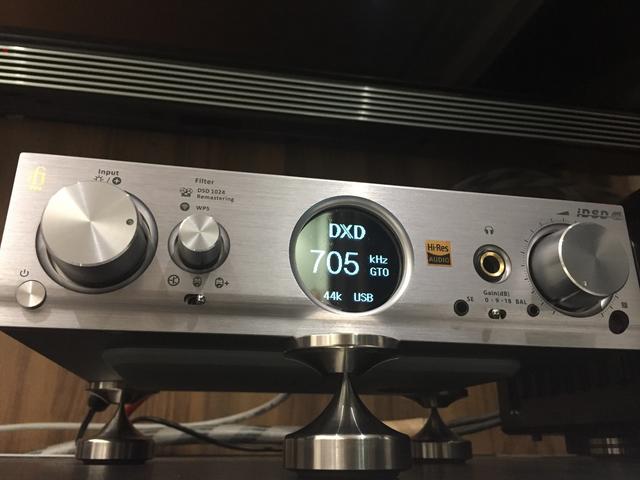 Input
Filter
DSD 1024
Remastering
WPS
DXD
705 kHz
GTO
44k USB
Hi-Res
AUDIO
iDSD
Gain(dB)
SE 0 · 9 · 18 BAL